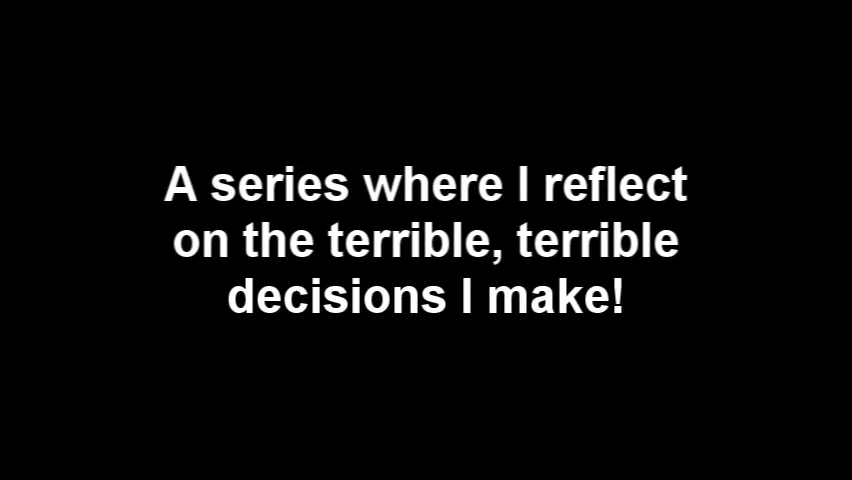 A series where I reflect
on the terrible, terrible
decisions I make!